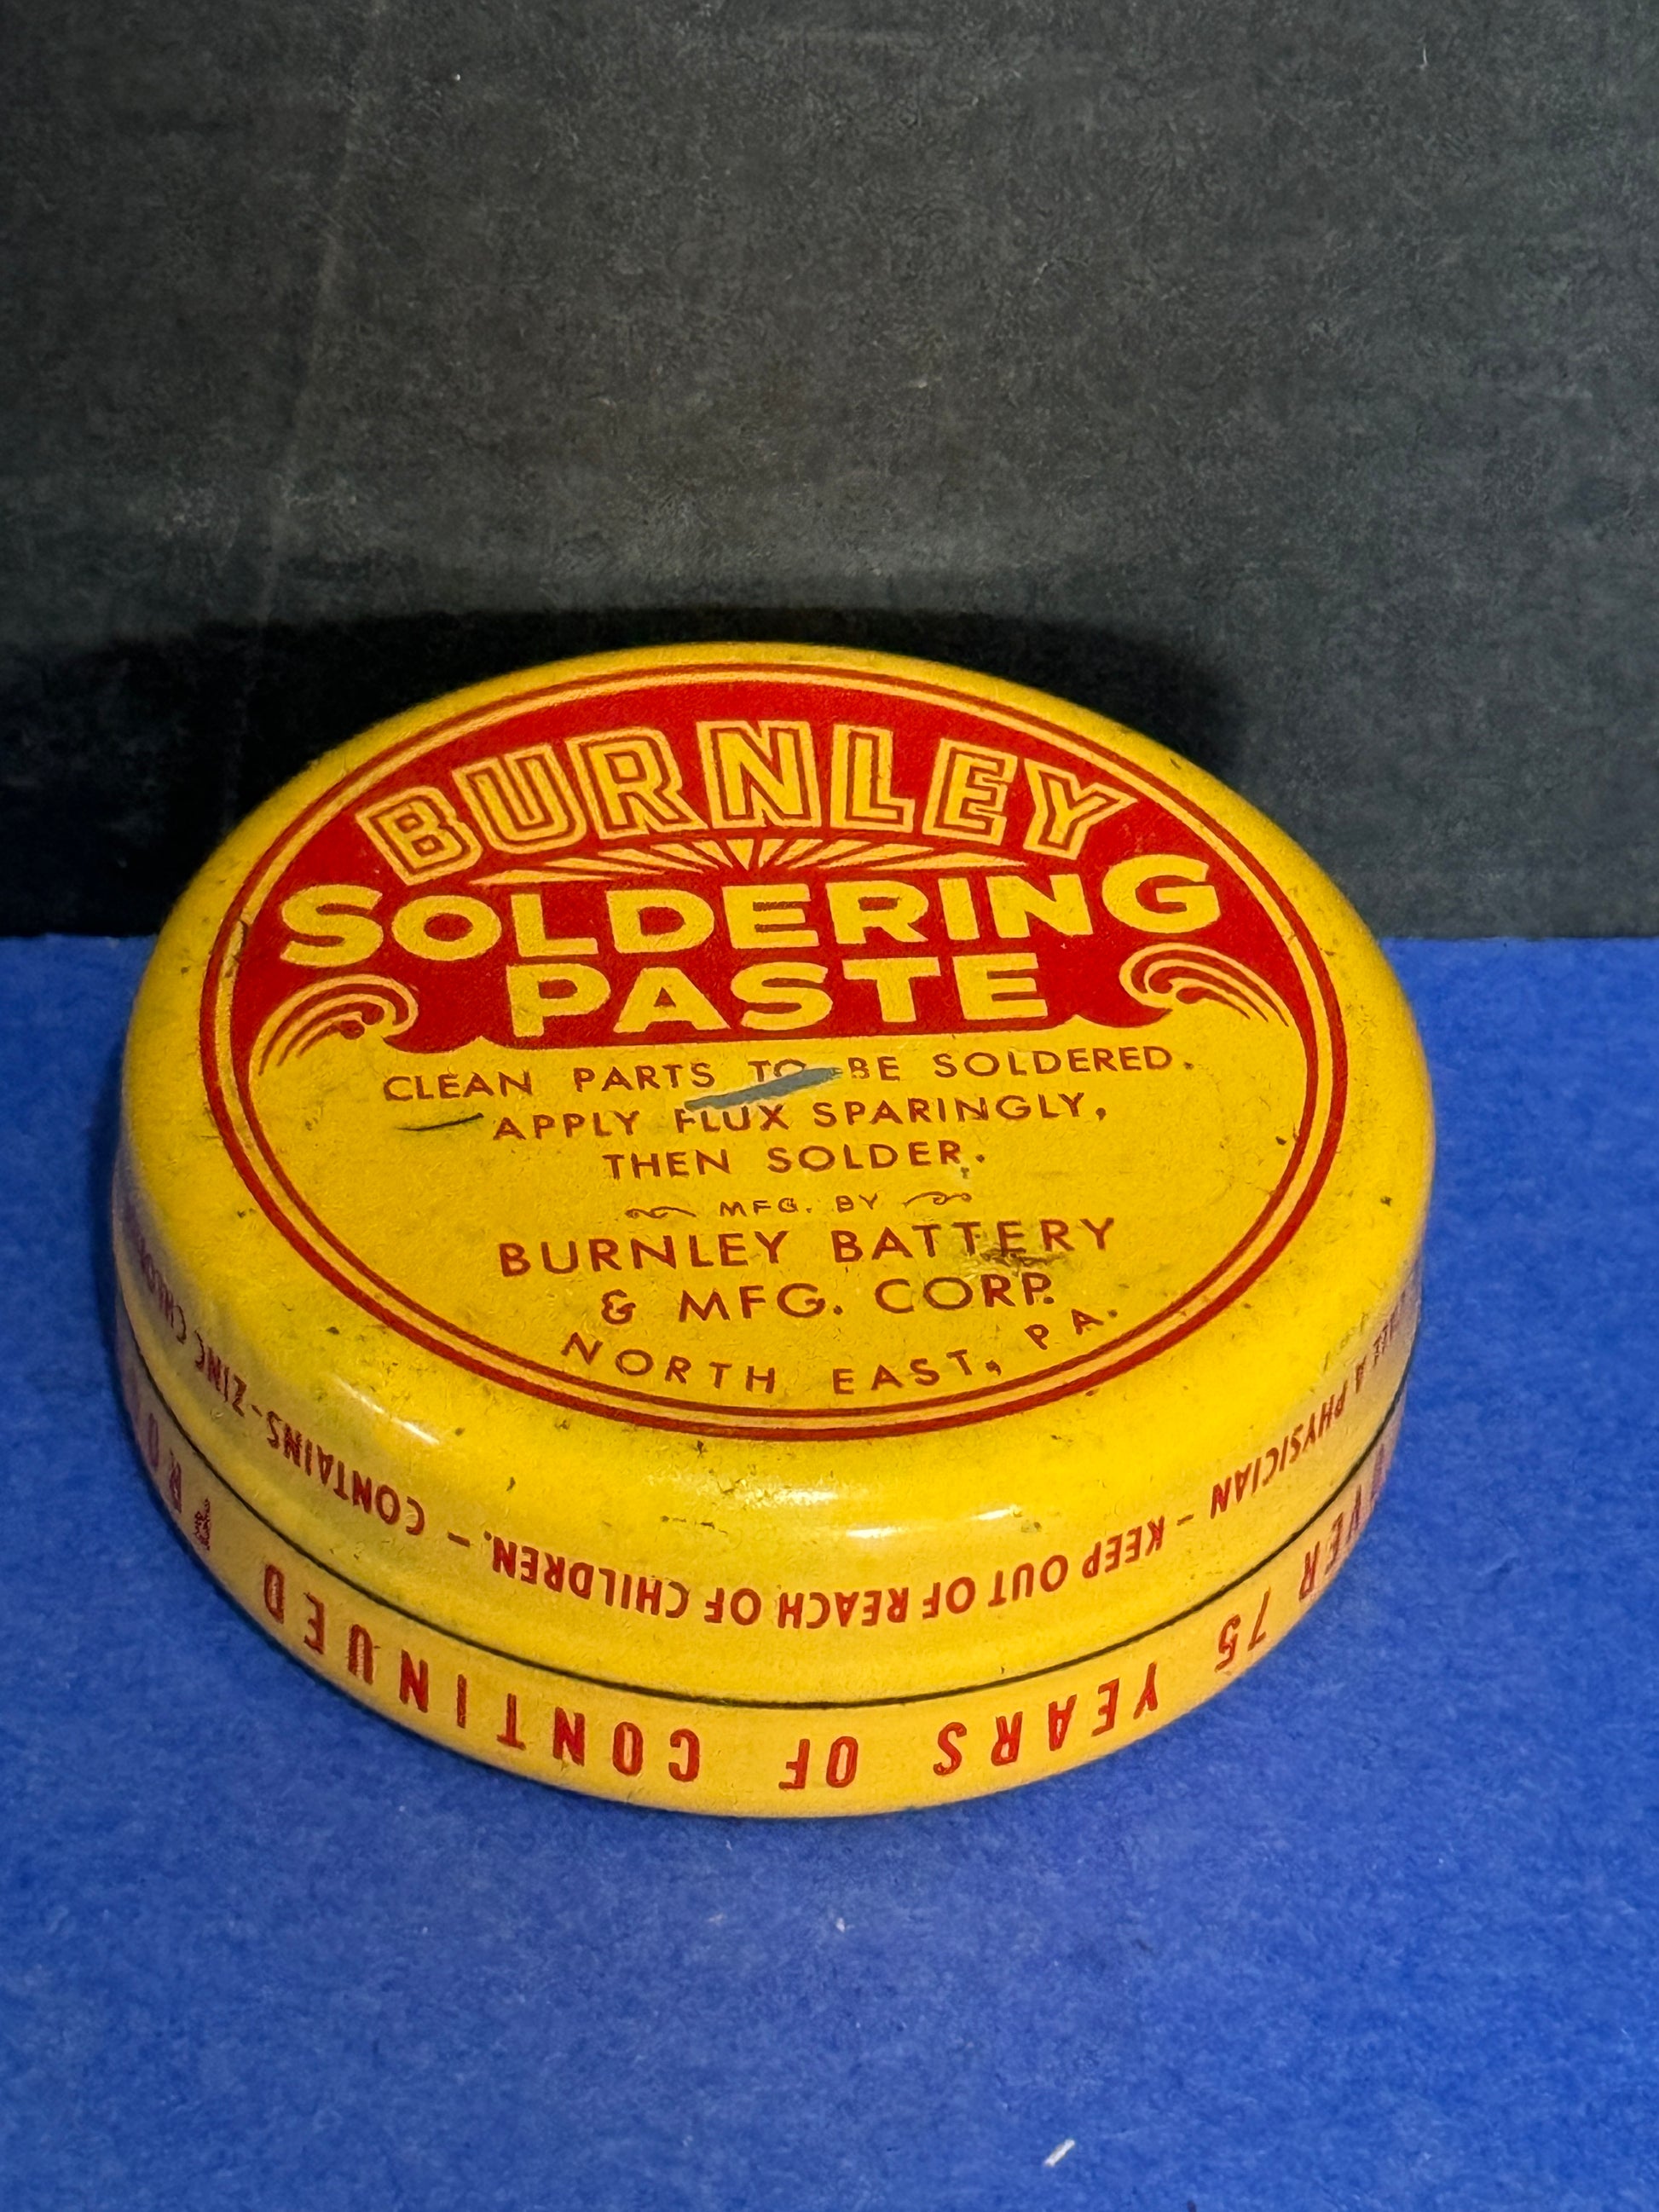 BURNLEY
SOLDERING
PASTE
CLEAN PARTS TO BE SOLDERED.
APPLY FLUX SPARINGLY,
THEN SOLDER.
MFG. BY
BURNLEY BATTERY
& MFG. CORP.
NORTH EAST, PA.
A PHYSICIAN - KEEP OUT OF REACH OF CHILDREN. - CONTAINS-ZINC
75 YEARS OF CONTINUED